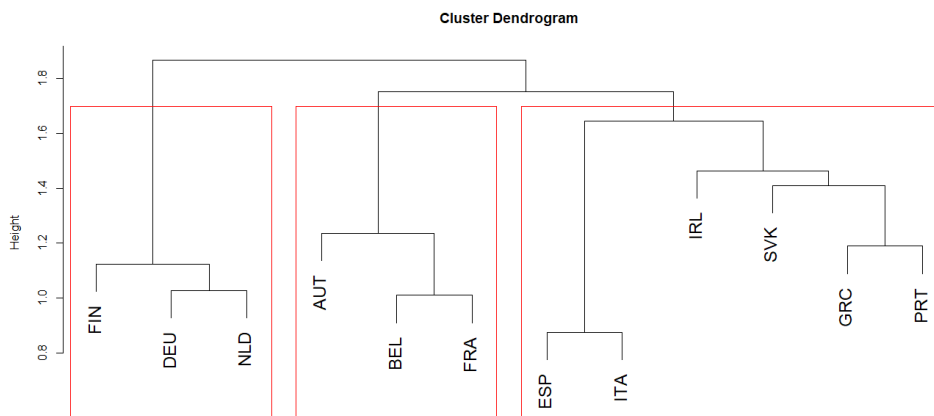 Cluster Dendrogram
Height
1.8
1.6
1.4
1.2
1.0
0.8
FIN
DEU
NLD
AUT
BEL
FRA
ESP
ITA
IRL
SVK
GRC
PRT